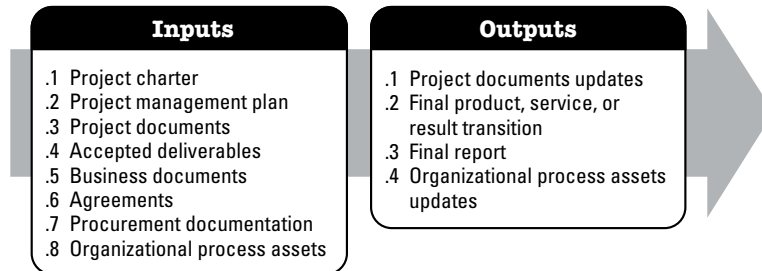 Inputs
.1 Project charter
.2 Project management plan
.3 Project documents
.4 Accepted deliverables
.5 Business documents
.6 Agreements
.7 Procurement documentation
.8 Organizational process assets
Outputs
.1 Project documents updates
.2 Final product, service, or
result transition
.3 Final report
.4 Organizational process assets
updates